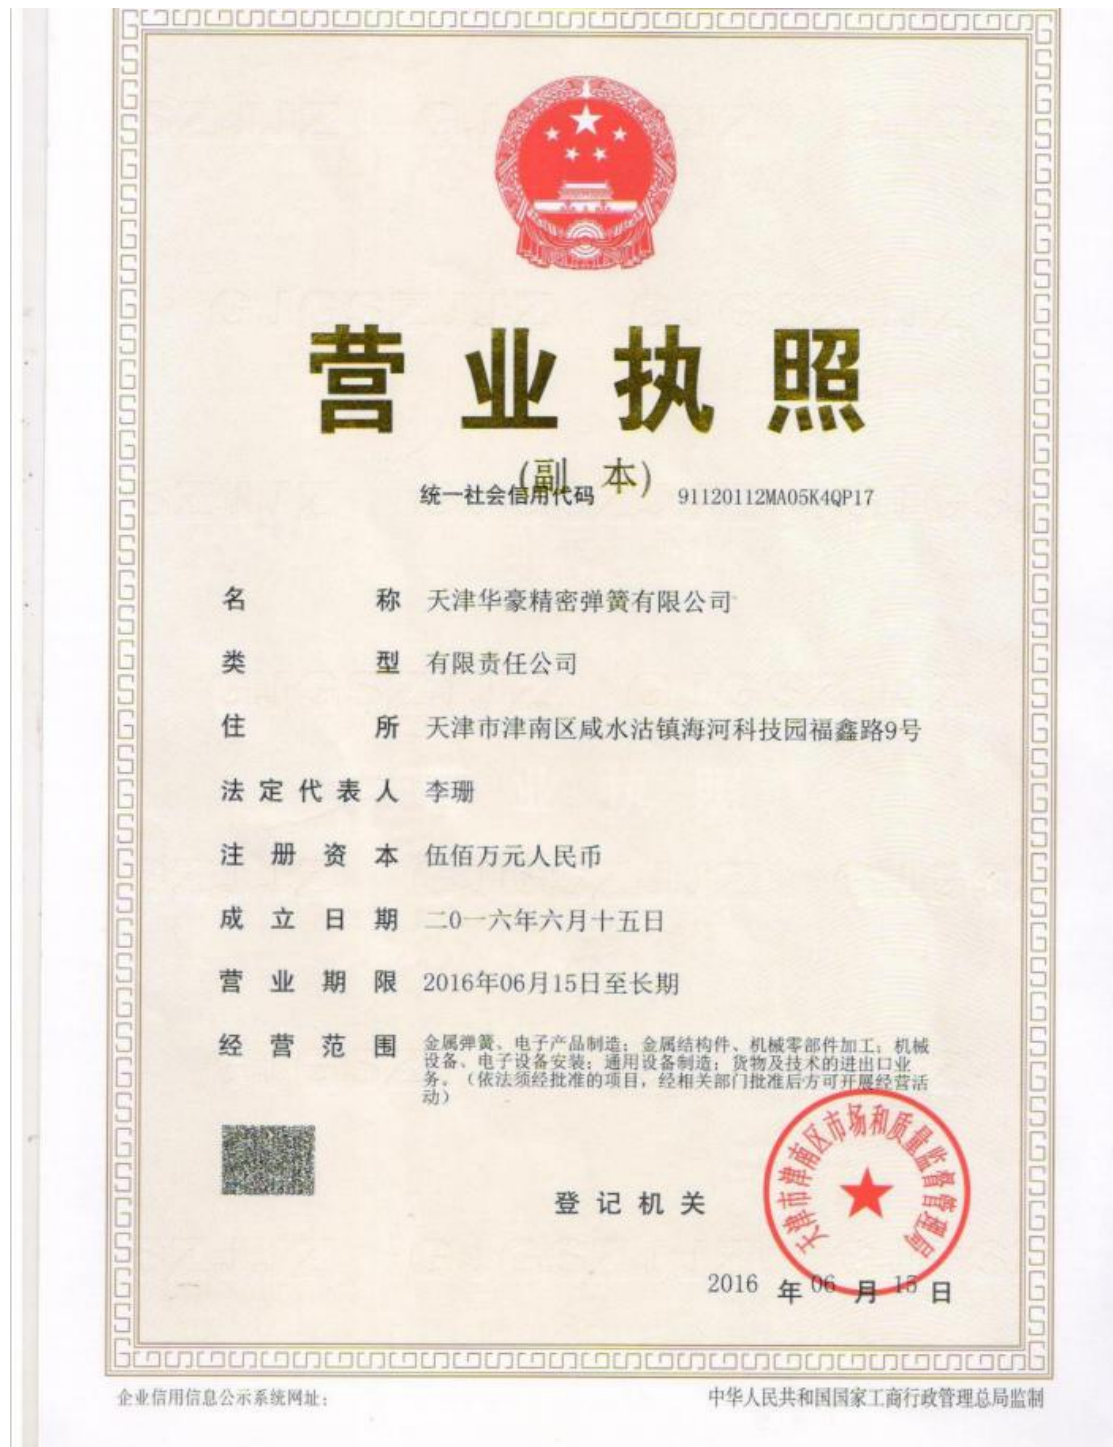 营业执照
(副 本)
统一社会信用代码 91120112MA05K4QP17
名 称 天津华豪精密弹簧有限公司
类 型 有限责任公司
住 所 天津市津南区咸水沽镇海河科技园福鑫路9号
法定代表人 李珊
注册资本 伍佰万元人民币
成立日期 二0一六年六月十五日
营业期限 2016年06月15日至长期
经营范围 金属弹簧、电子产品制造；金属结构件、机械零部件加工；机械
设备、电子设备安装；通用设备制造；货物及技术的进出口业
务。（依法须经批准的项目，经相关部门批准后方可开展经营活
动）
天津市津南区市场和质量监督管理局
登记机关
2016 年 06 月 15 日
企业信用信息公示系统网址：
中华人民共和国国家工商行政管理总局监制